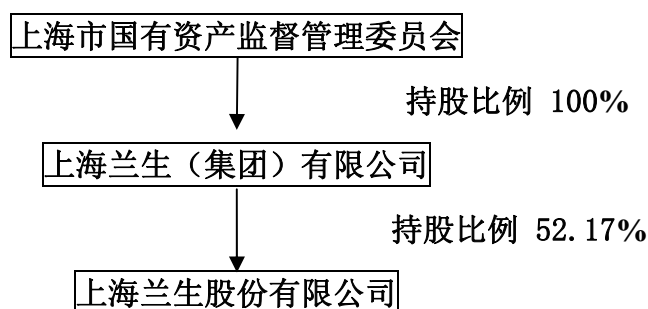 上海市国有资产监督管理委员会
持股比例 100%
上海兰生（集团）有限公司
持股比例 52.17%
上海兰生股份有限公司